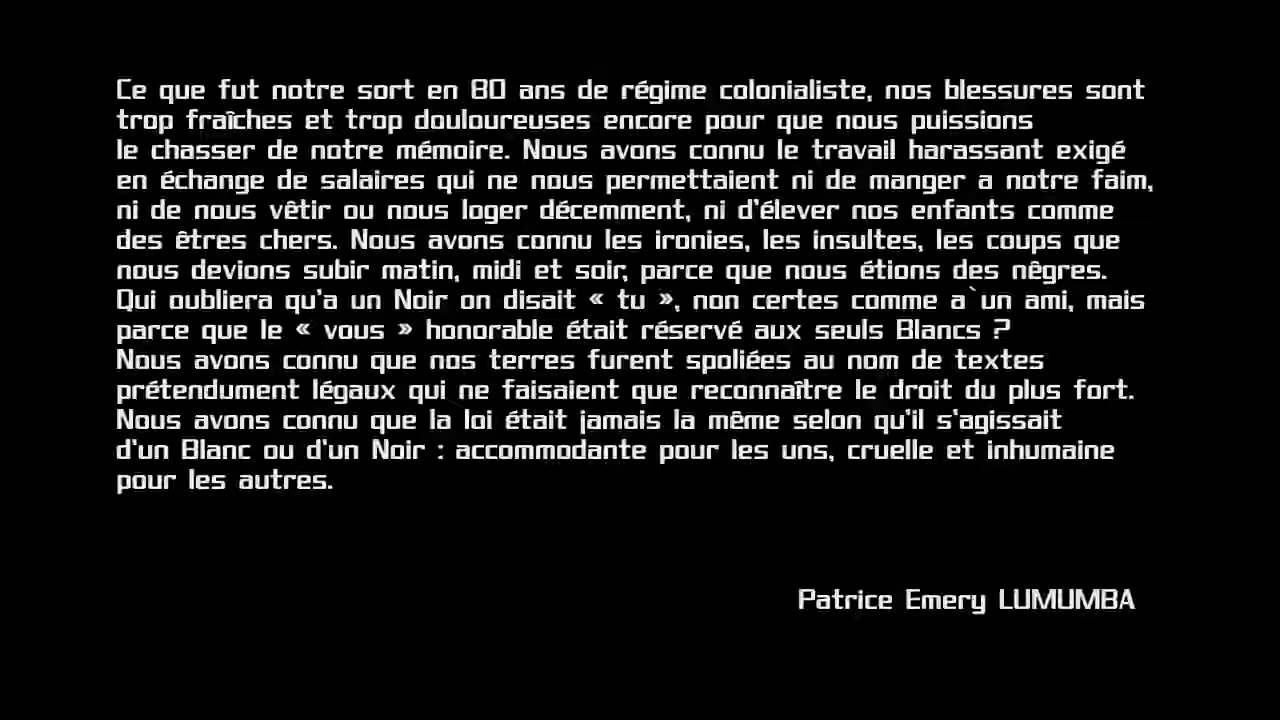 Ce que fut notre sort en 80 ans de régime colonialiste, nos blessures sont
trop fraîches et trop douloureuses encore pour que nous puissions
le chasser de notre mémoire. Nous avons connu le travail harassant exigé
en échange de salaires qui ne nous permettaient ni de manger a notre faim,
ni de nous vêtir ou nous loger décemment, ni d'élever nos enfants comme
des êtres chers. Nous avons connu les ironies, les insultes, les coups que
nous devions subir matin, midi et soir, parce que nous étions des nêgres.
Qui oubliera qu'a un Noir on disait « tu », non certes comme a`un ami, mais
parce que le « vous » honorable était réservé aux seuls Blancs ?
Nous avons connu que nos terres furent spoliées au nom de textes
prétendument légaux qui ne faisaient que reconnaître le droit du plus fort.
Nous avons connu que la loi était jamais la même selon qu'il s'agissait
d'un Blanc ou d'un Noir : accommodante pour les uns, cruelle et inhumaine
pour les autres.
Patrice Emery LUMUMBA